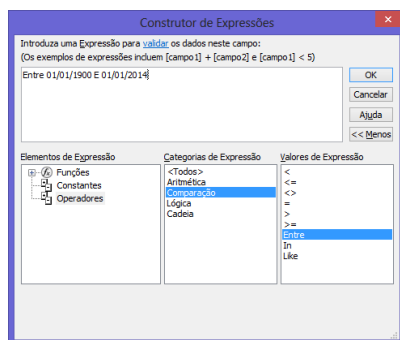 Construtor de Expressões
Introduza uma Expressão para validar os dados neste campo:
(Os exemplos de expressões incluem [campo1] + [campo2] e [campo1] < 5)
Entre 01/01/1900 E 01/01/2014
OK
Cancelar
Ajuda
<< Menos
Elementos de Expressão
Funções
Constantes
Operadores
Categorias de Expressão
<Todos>
Aritmética
Comparação
Lógica
Cadeia
Valores de Expressão
<
<=
<>
=
>
>=
Entre
In
Like